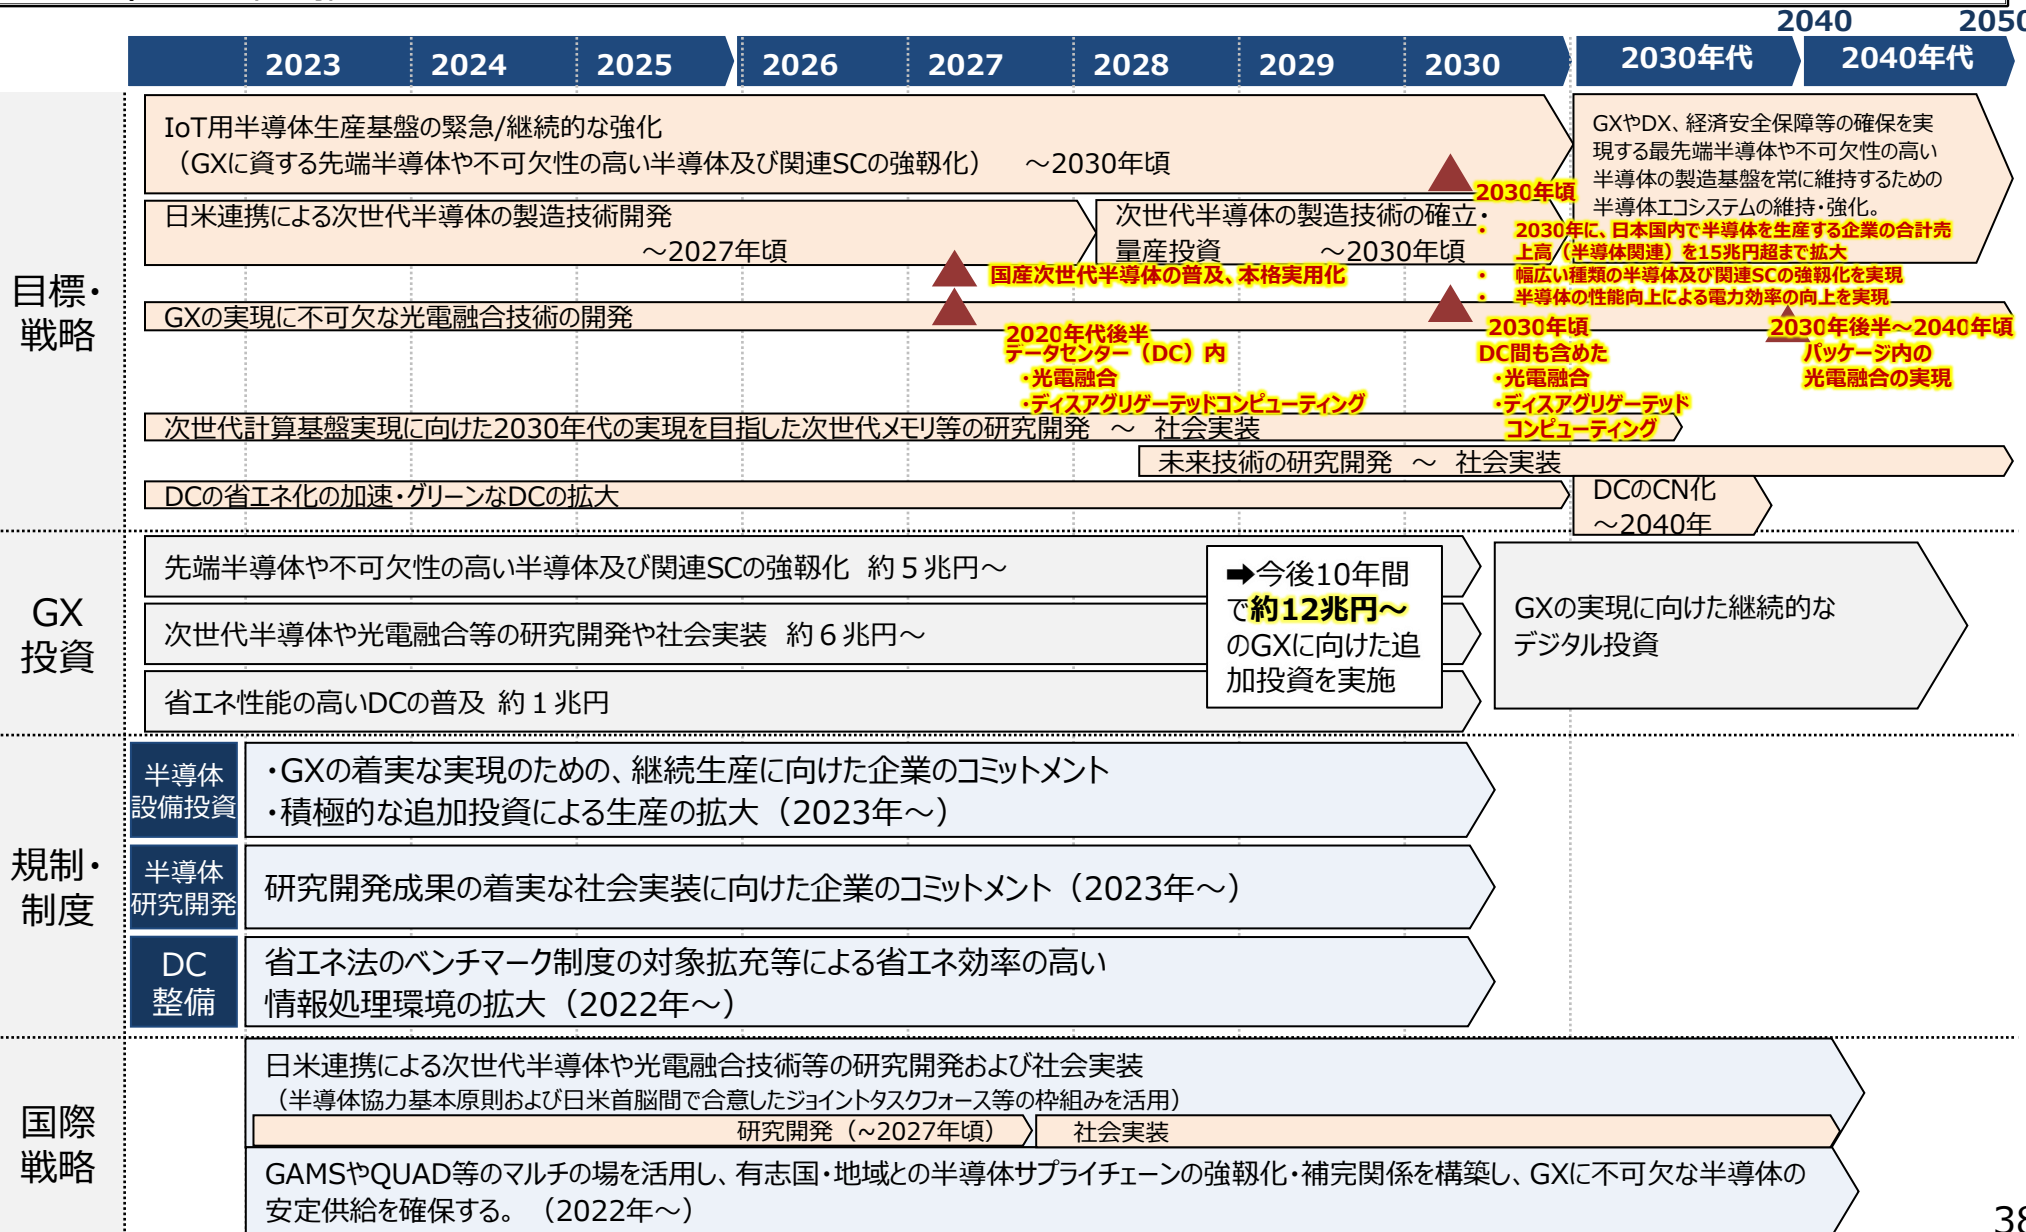 2040 2050
2023 2024 2025 2026 2027 2028 2029 2030 2030年代 2040年代
目標・
戦略
IoT用半導体生産基盤の緊急/継続的な強化
（GXに資する先端半導体や不可欠性の高い半導体及び関連SCの強靱化） ～2030年頃
GXやDX、経済安全保障等の確保を実
現する最先端半導体や不可欠性の高い
半導体の製造基盤を常に維持するための
半導体エコシステムの維持・強化。
日米連携による次世代半導体の製造技術開発
～2027年頃
次世代半導体の製造技術の確立・
量産投資 ～2030年頃
2030年頃
・ 2030年に、日本国内で半導体を生産する企業の合計売
上高（半導体関連）を15兆円超まで拡大
・ 幅広い種類の半導体及び関連SCの強靱化を実現
・ 半導体の性能向上による電力効率の向上を実現
国産次世代半導体の普及、本格実用化
GXの実現に不可欠な光電融合技術の開発
2020年代後半
データセンター（DC）内
・光電融合
・ディスアグリゲーテッドコンピューティング
2030年頃
DC間も含めた
・光電融合
・ディスアグリゲーテッド
コンピューティング
2030年後半～2040年頃
パッケージ内の
光電融合の実現
次世代計算基盤実現に向けた2030年代の実現を目指した次世代メモリ等の研究開発 ～ 社会実装
未来技術の研究開発 ～ 社会実装
DCの省エネ化の加速・グリーンなDCの拡大
DCのCN化
～2040年
GX
投資
先端半導体や不可欠性の高い半導体及び関連SCの強靱化 約５兆円～
次世代半導体や光電融合等の研究開発や社会実装 約６兆円～
省エネ性能の高いDCの普及 約１兆円
➡今後10年間
で約12兆円～
のGXに向けた追
加投資を実施
GXの実現に向けた継続的な
デジタル投資
規制・
制度
半導体
設備投資
・GXの着実な実現のための、継続生産に向けた企業のコミットメント
・積極的な追加投資による生産の拡大（2023年～）
半導体
研究開発
研究開発成果の着実な社会実装に向けた企業のコミットメント（2023年～）
DC
整備
省エネ法のベンチマーク制度の対象拡充等による省エネ効率の高い
情報処理環境の拡大（2022年～）
国際
戦略
日米連携による次世代半導体や光電融合技術等の研究開発および社会実装
（半導体協力基本原則および日米首脳間で合意したジョイントタスクフォース等の枠組みを活用）
研究開発（~2027年頃） 社会実装
GAMSやQUAD等のマルチの場を活用し、有志国・地域との半導体サプライチェーンの強靱化・補完関係を構築し、GXに不可欠な半導体の
安定供給を確保する。 （2022年～）
38